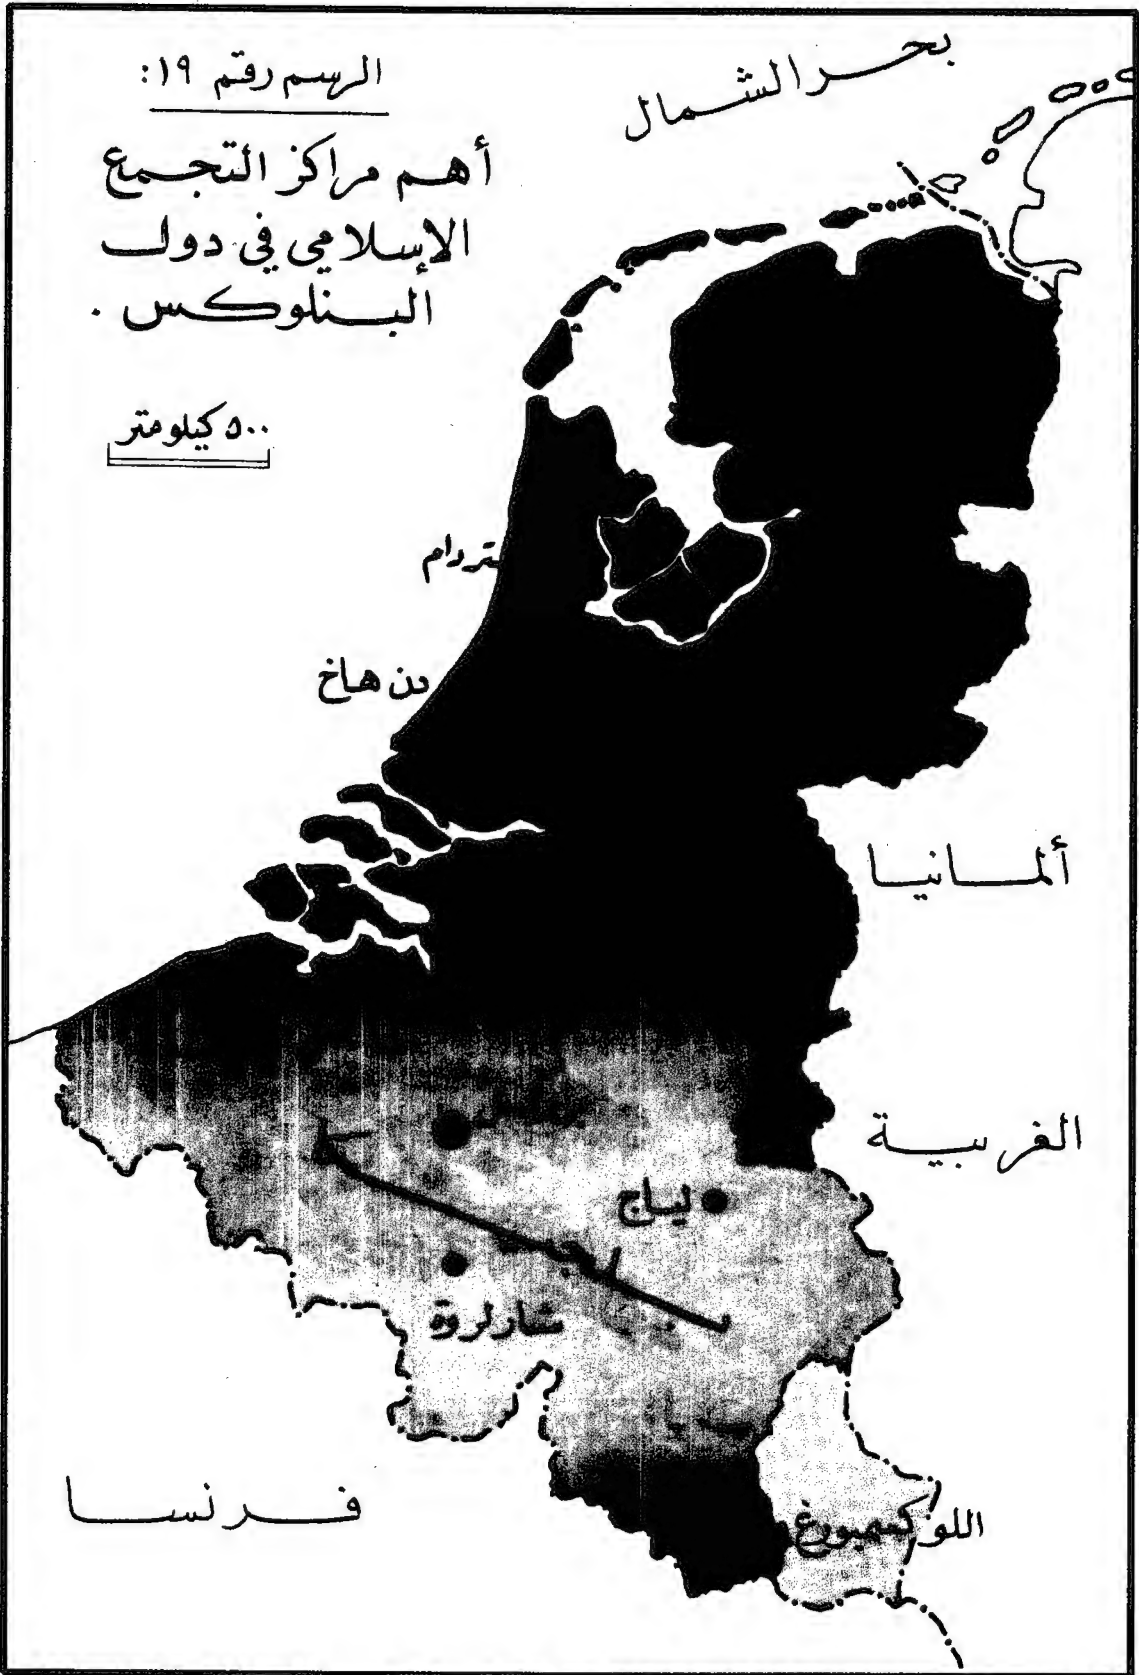 الرسم رقم ١٩:
أهم مراكز التجمع
الإسلامي في دول
البنلوكس.
٥٠٠ كيلومتر
بحر الشمال
تردام
دن هاخ
ألمانيا
الغربية
لياج
شارلروة
فرنسا
اللوكسمبورغ